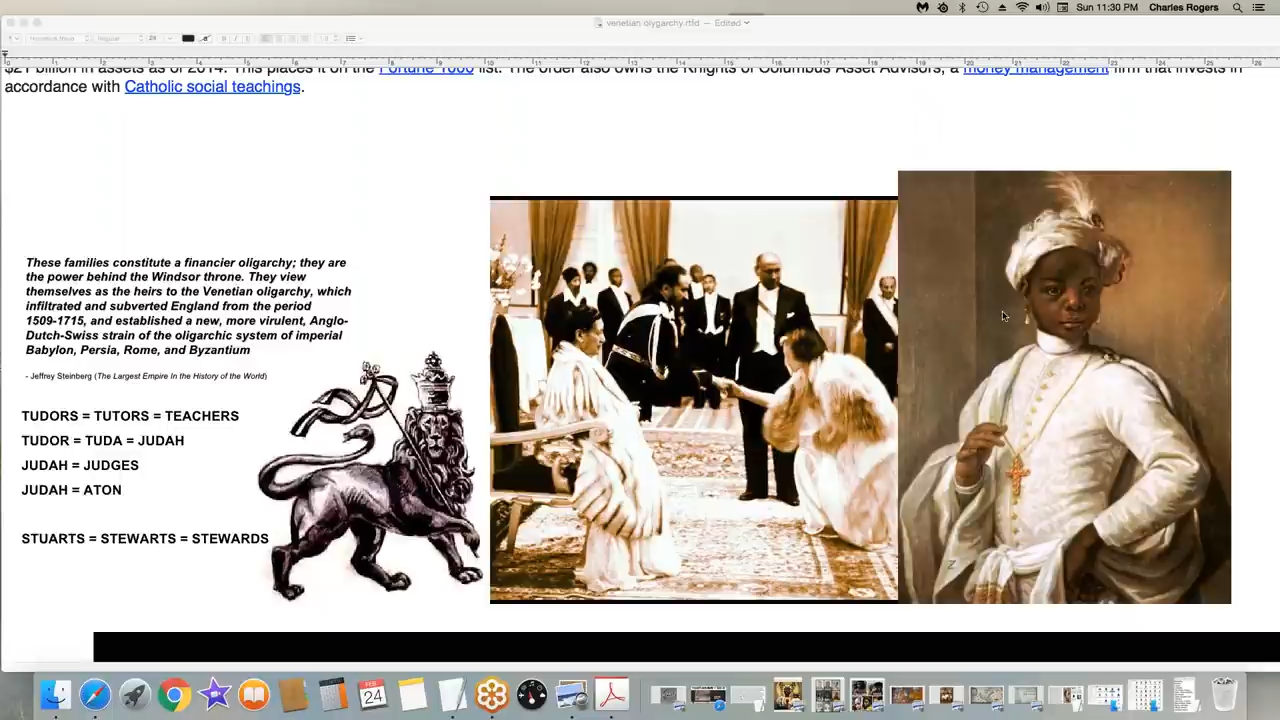 Sun 11:30 PM Charles Rogers
venetian olygarchy.rtfd — Edited
$21 billion in assets as of 2014. This places it on the Fortune 1000 list. The order also owns the Knights of Columbus Asset Advisors, a money management firm that invests in
accordance with Catholic social teachings.
These families constitute a financier oligarchy; they are
the power behind the Windsor throne. They view
themselves as the heirs to the Venetian oligarchy, which
infiltrated and subverted England from the period
1509-1715, and established a new, more virulent, Anglo-
Dutch-Swiss strain of the oligarchic system of imperial
Babylon, Persia, Rome, and Byzantium
- Jeffrey Steinberg (The Largest Empire In the History of the World)
TUDORS = TUTORS = TEACHERS
TUDOR = TUDA = JUDAH
JUDAH = JUDGES
JUDAH = ATON
STUARTS = STEWARTS = STEWARDS
Z
FEB
24